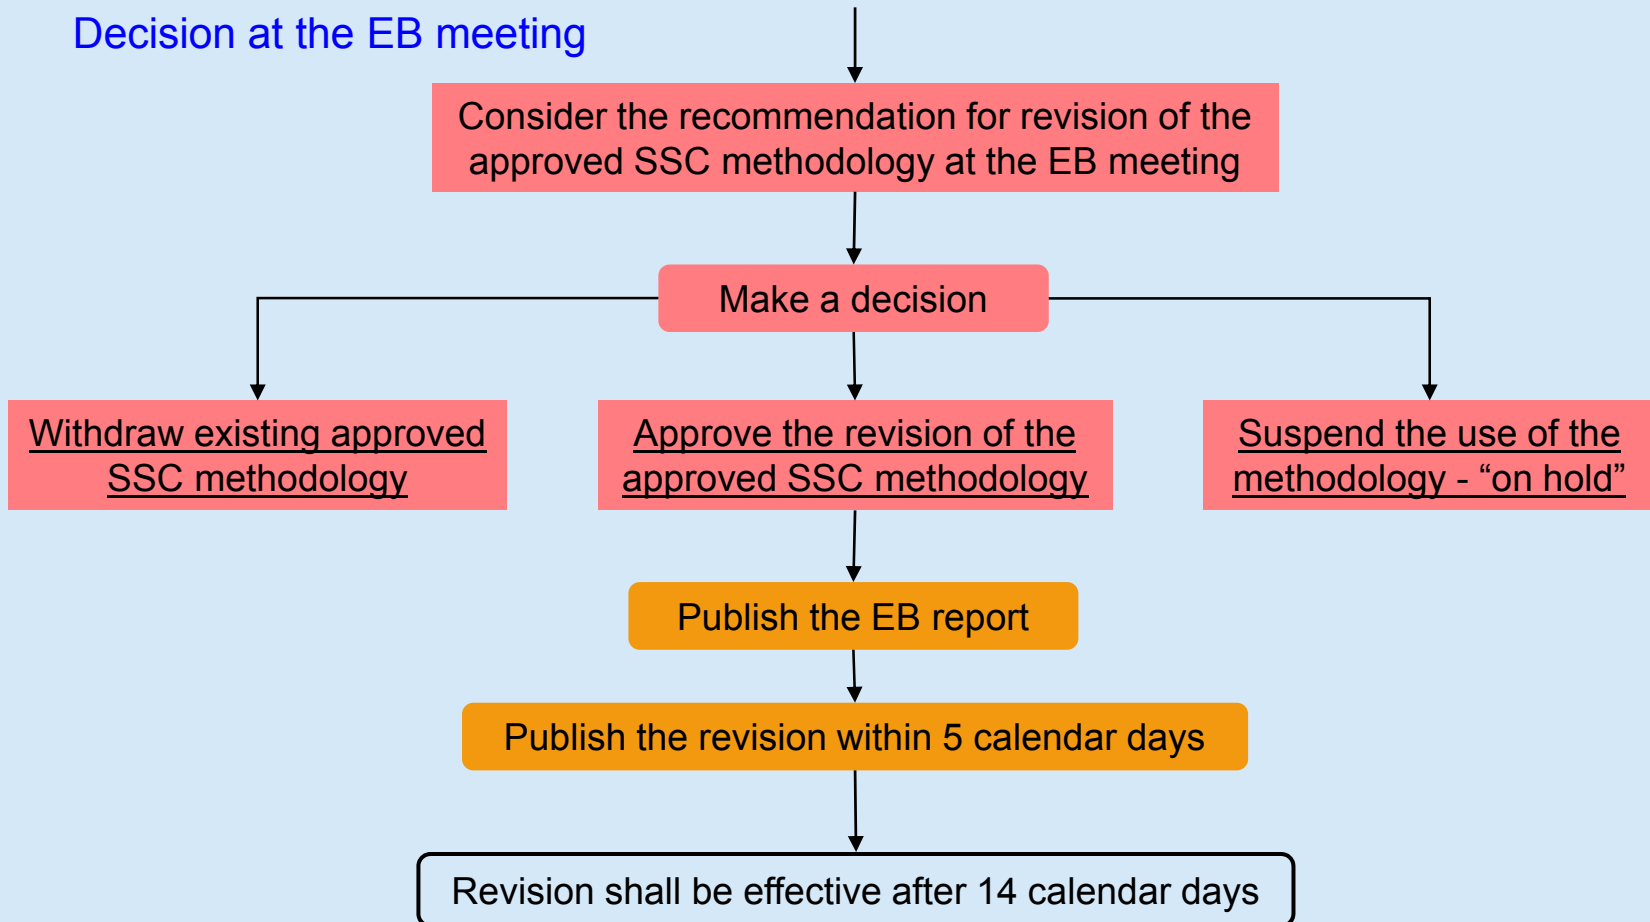 Decision at the EB meeting
Consider the recommendation for revision of the
approved SSC methodology at the EB meeting
Make a decision
Withdraw existing approved
SSC methodology
Approve the revision of the
approved SSC methodology
Suspend the use of the
methodology - “on hold”
Publish the EB report
Publish the revision within 5 calendar days
Revision shall be effective after 14 calendar days